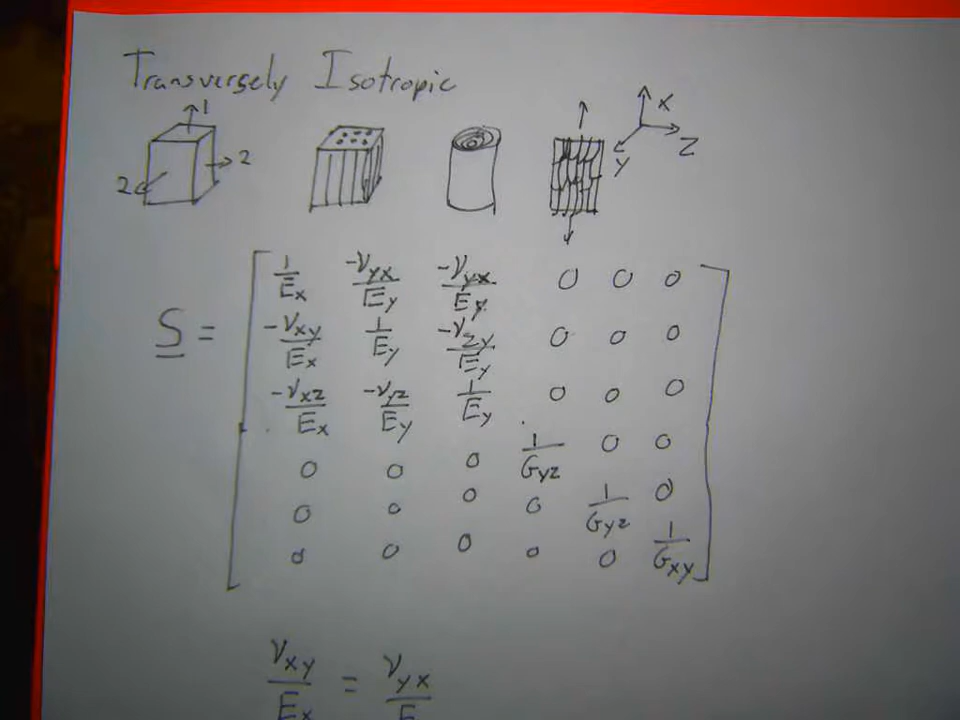 Transversely Isotropic
1
2 2
X
Y Z
S =
1/Ex -νyx/Ey -νyx/Ey 0 0 0
-νxy/Ex 1/Ey -νzy/Ey 0 0 0
-νxz/Ex -νyz/Ey 1/Ey 0 0 0
0 0 0 1/Gyz 0 0
0 0 0 0 1/Gyz 0
0 0 0 0 0 1/Gxy
νxy/Ex = νyx/E